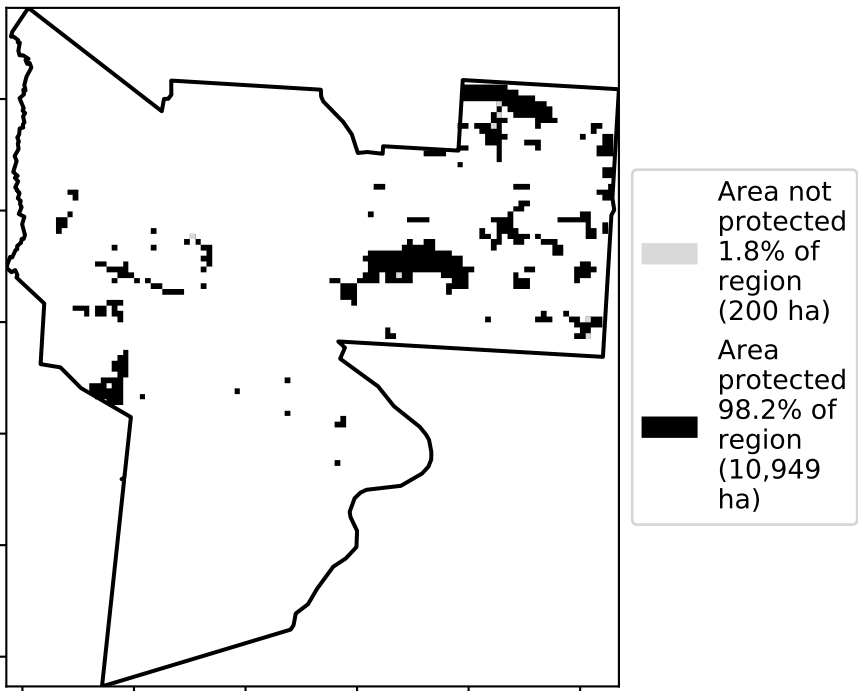 Area not
protected
1.8% of
region
(200 ha)
Area
protected
98.2% of
region
(10,949
ha)